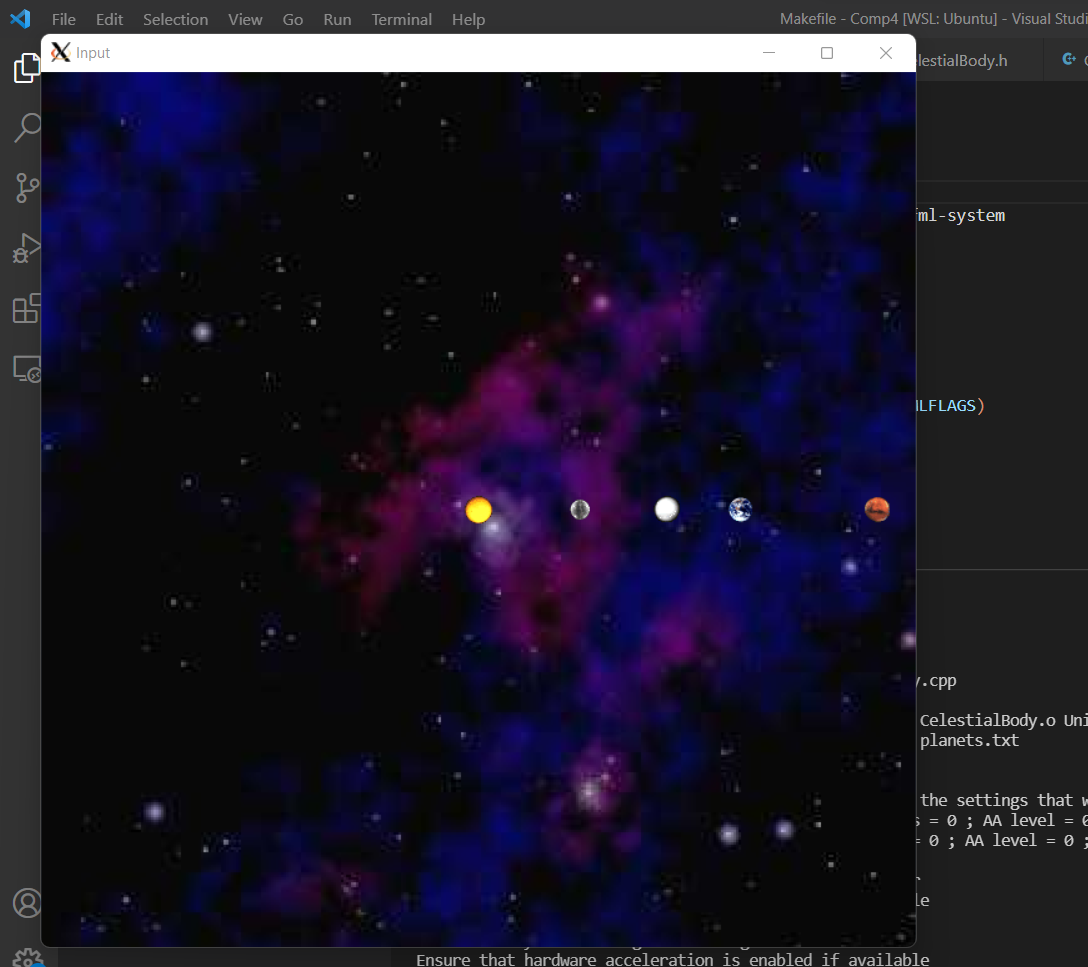 File Edit Selection View Go Run Terminal Help
Makefile - Comp4 [WSL: Ubuntu] - Visual Studi
Input
elestialBody.h
fml-system
LFLAGS)
y.cpp
CelestialBody.o Uni
planets.txt
the settings that w
s = 0 ; AA level = 0
= 0 ; AA level = 0 ;
r
le
Ensure that hardware acceleration is enabled if available